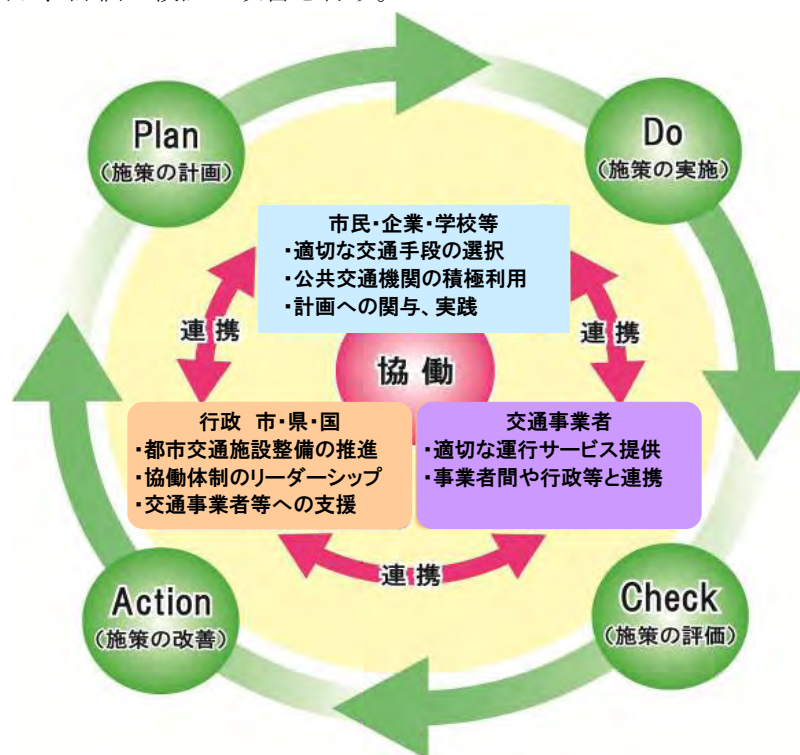 Plan
（施策の計画）
Do
（施策の実施）
市民・企業・学校等
・適切な交通手段の選択
・公共交通機関の積極利用
・計画への関与、実践
連携
連携
協働
行政 市・県・国
・都市交通施設整備の推進
・協働体制のリーダーシップ
・交通事業者等への支援
交通事業者
・適切な運行サービス提供
・事業者間や行政等と連携
連携
Action
（施策の改善）
Check
（施策の評価）